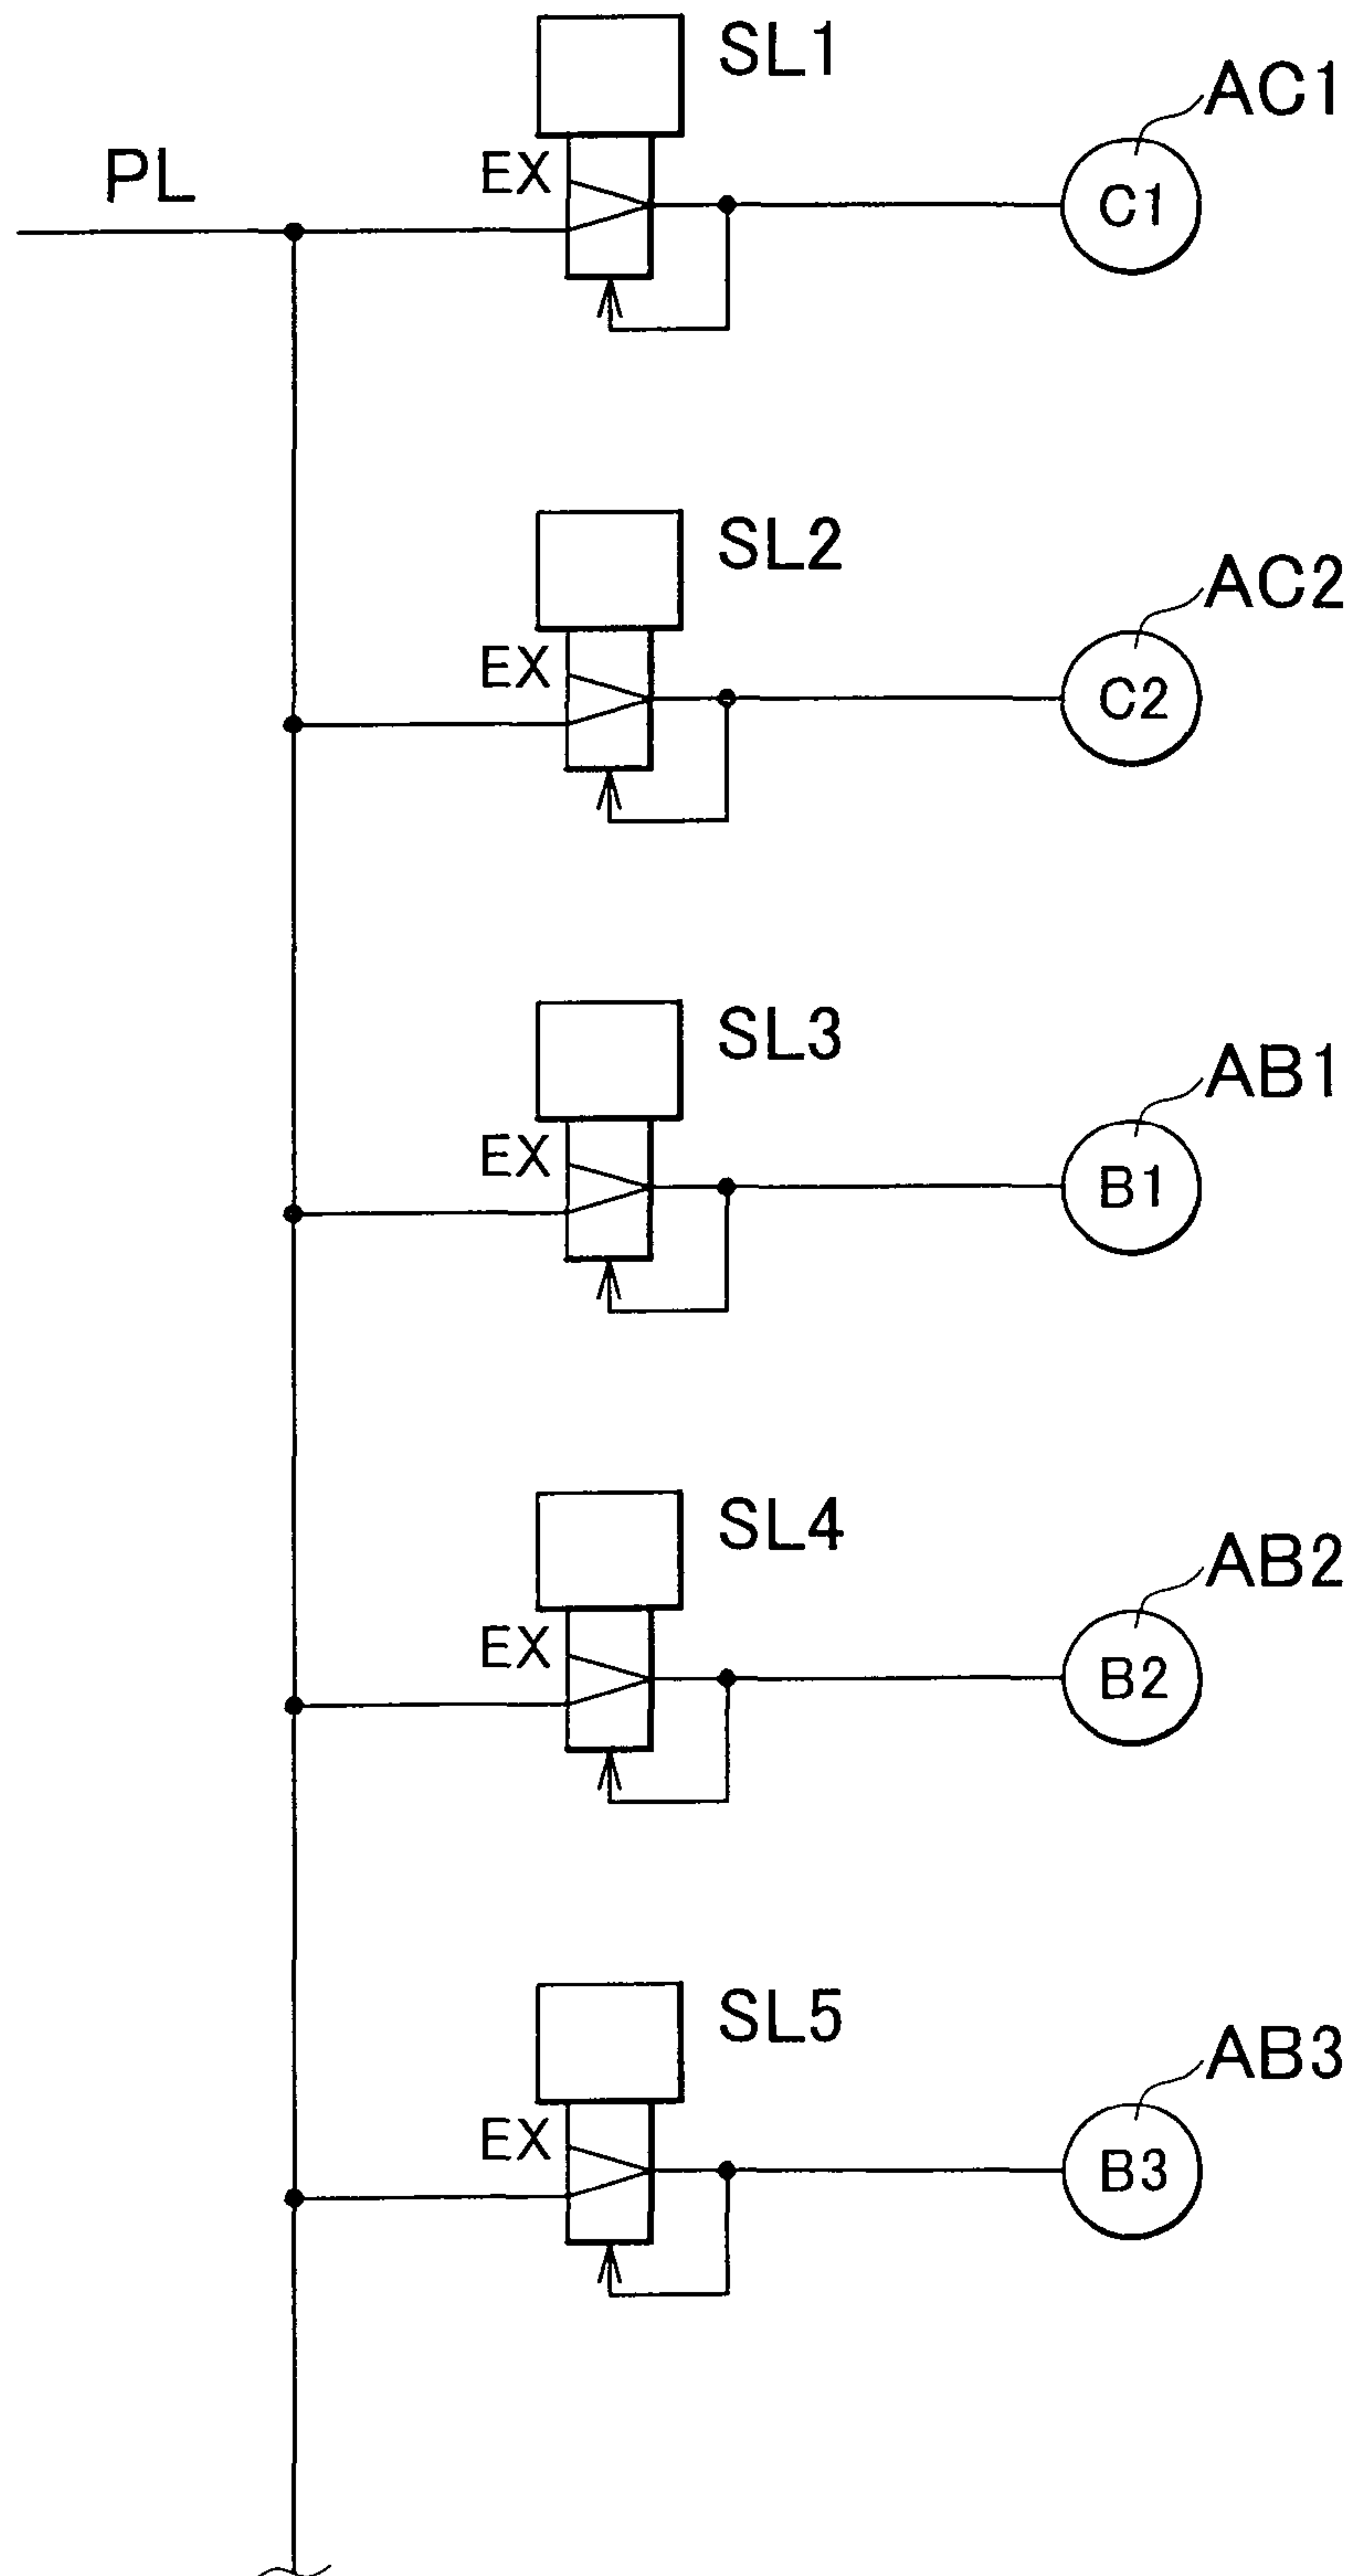 SL1
AC1
PL
EX
C1
SL2
AC2
EX
C2
SL3
AB1
EX
B1
SL4
AB2
EX
B2
SL5
AB3
EX
B3